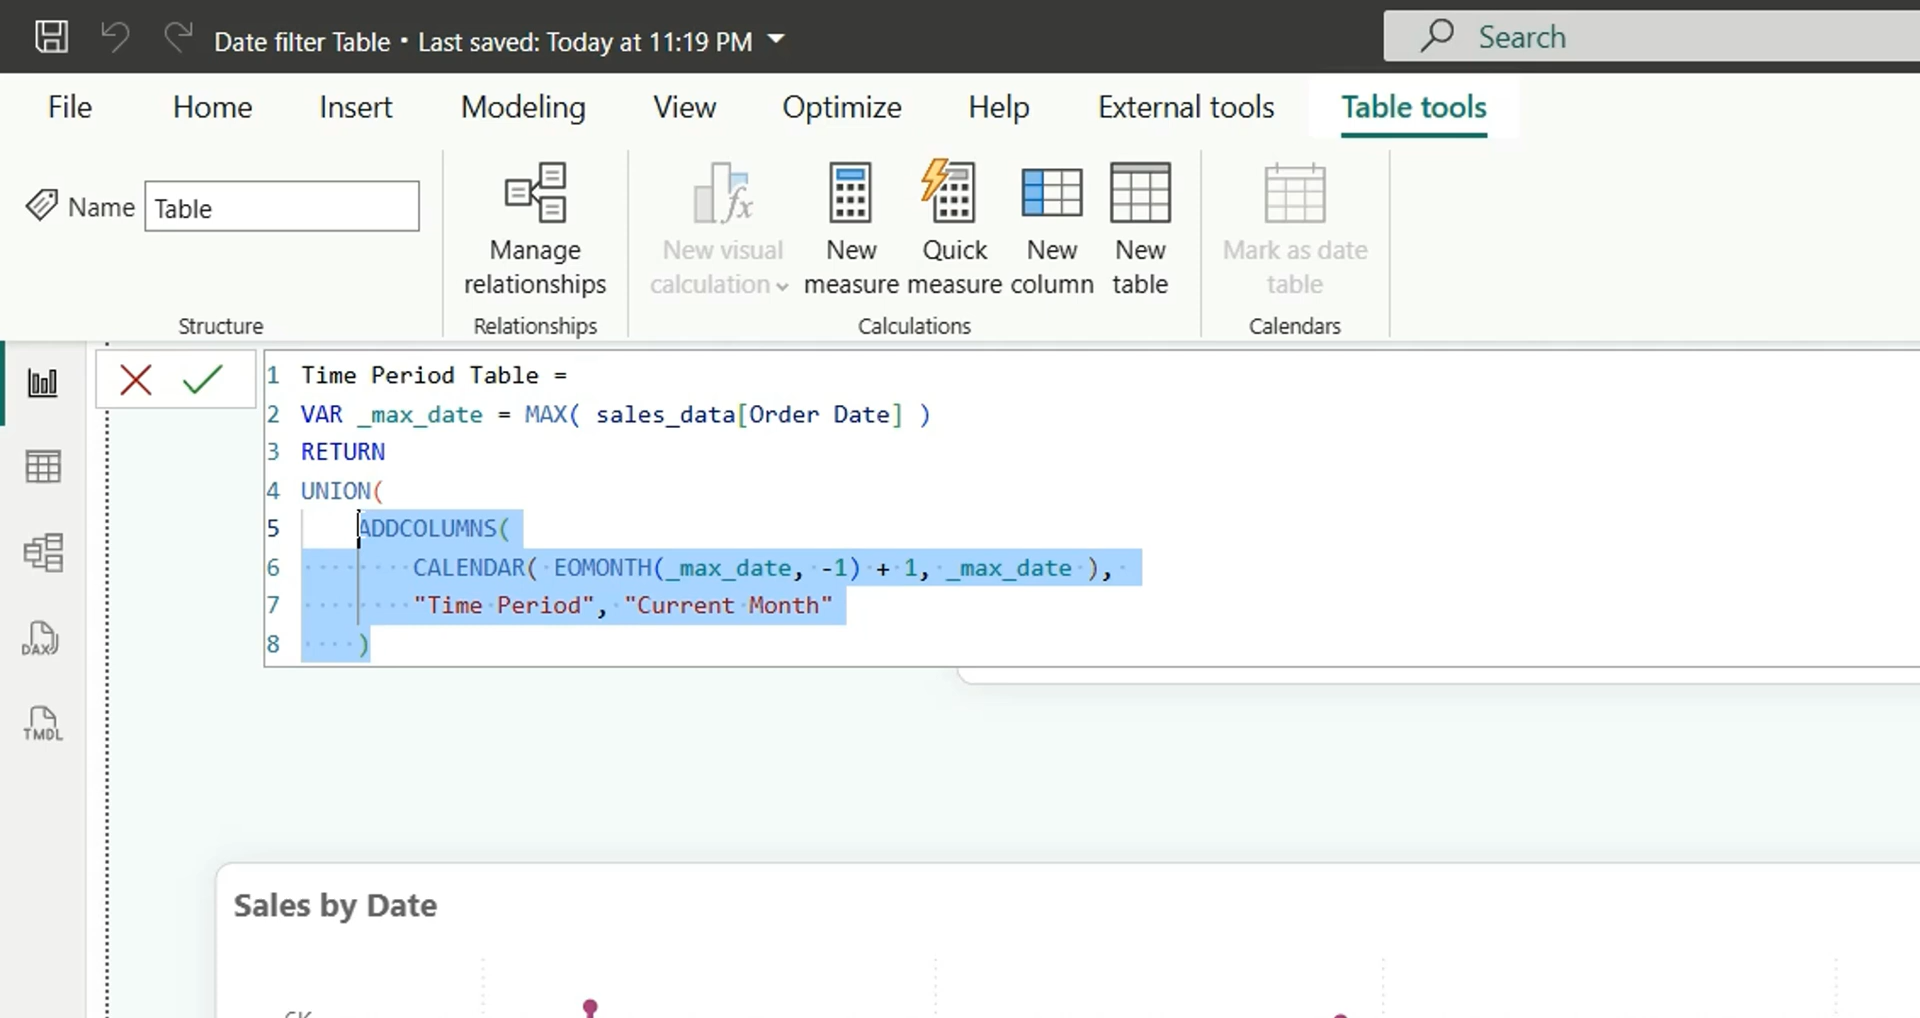 Date filter Table • Last saved: Today at 11:19 PM
Search
File Home Insert Modeling View Optimize Help External tools Table tools
Name Table
Structure
Manage relationships
Relationships
New visual calculation
New measure
Quick measure
New column
New table
Calculations
Mark as date table
Calendars
1 Time Period Table =
2 VAR _max_date = MAX( sales_data[Order Date] )
3 RETURN
4 UNION(
5 ADDCOLUMNS(
6 CALENDAR( EOMONTH(_max_date, -1) + 1, _max_date ),
7 "Time Period", "Current Month"
8 )
DAX
TMDL
Sales by Date